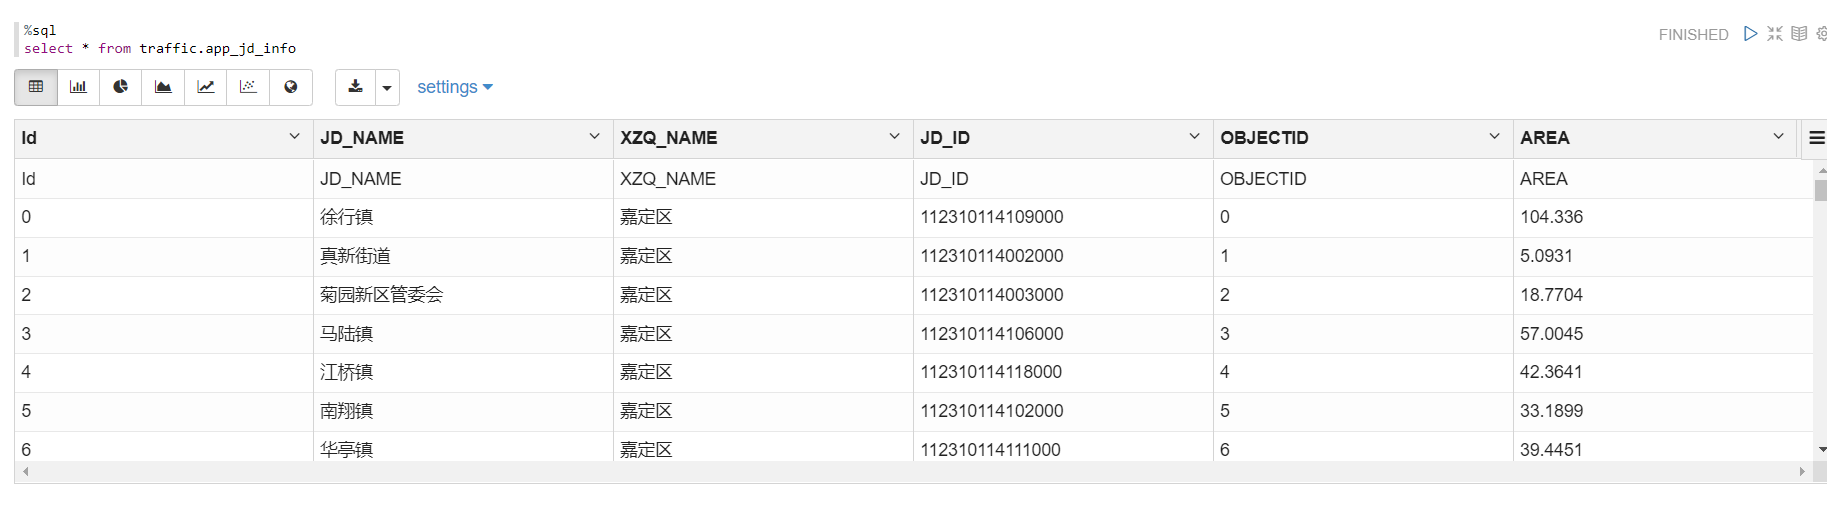 %sql
select * from traffic.app_jd_info
FINISHED
settings
Id JD_NAME XZQ_NAME JD_ID OBJECTID AREA
Id JD_NAME XZQ_NAME JD_ID OBJECTID AREA
0 徐行镇 嘉定区 112310114109000 0 104.336
1 真新街道 嘉定区 112310114002000 1 5.0931
2 菊园新区管委会 嘉定区 112310114003000 2 18.7704
3 马陆镇 嘉定区 112310114106000 3 57.0045
4 江桥镇 嘉定区 112310114118000 4 42.3641
5 南翔镇 嘉定区 112310114102000 5 33.1899
6 华亭镇 嘉定区 112310114111000 6 39.4451